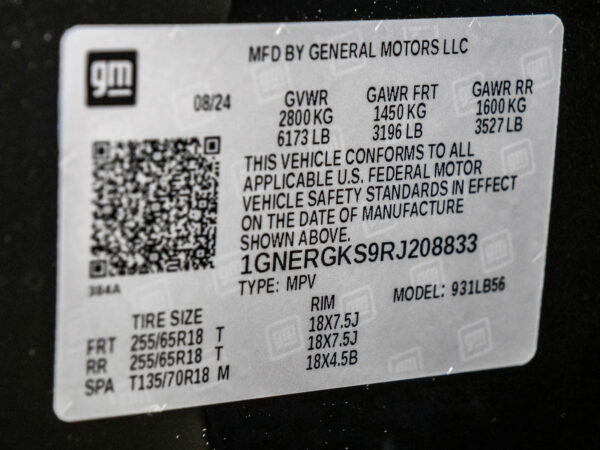 gm
MFD BY GENERAL MOTORS LLC
08/24 GVWR GAWR FRT GAWR RR
2800 KG 1450 KG 1600 KG
6173 LB 3196 LB 3527 LB
THIS VEHICLE CONFORMS TO ALL
APPLICABLE U.S. FEDERAL MOTOR
VEHICLE SAFETY STANDARDS IN EFFECT
ON THE DATE OF MANUFACTURE
SHOWN ABOVE.
1GNERGKS9RJ208833
384A
TYPE: MPV MODEL: 931LB56
TIRE SIZE RIM
FRT 255/65R18 T 18X7.5J
RR 255/65R18 T 18X7.5J
SPA T135/70R18 M 18X4.5B